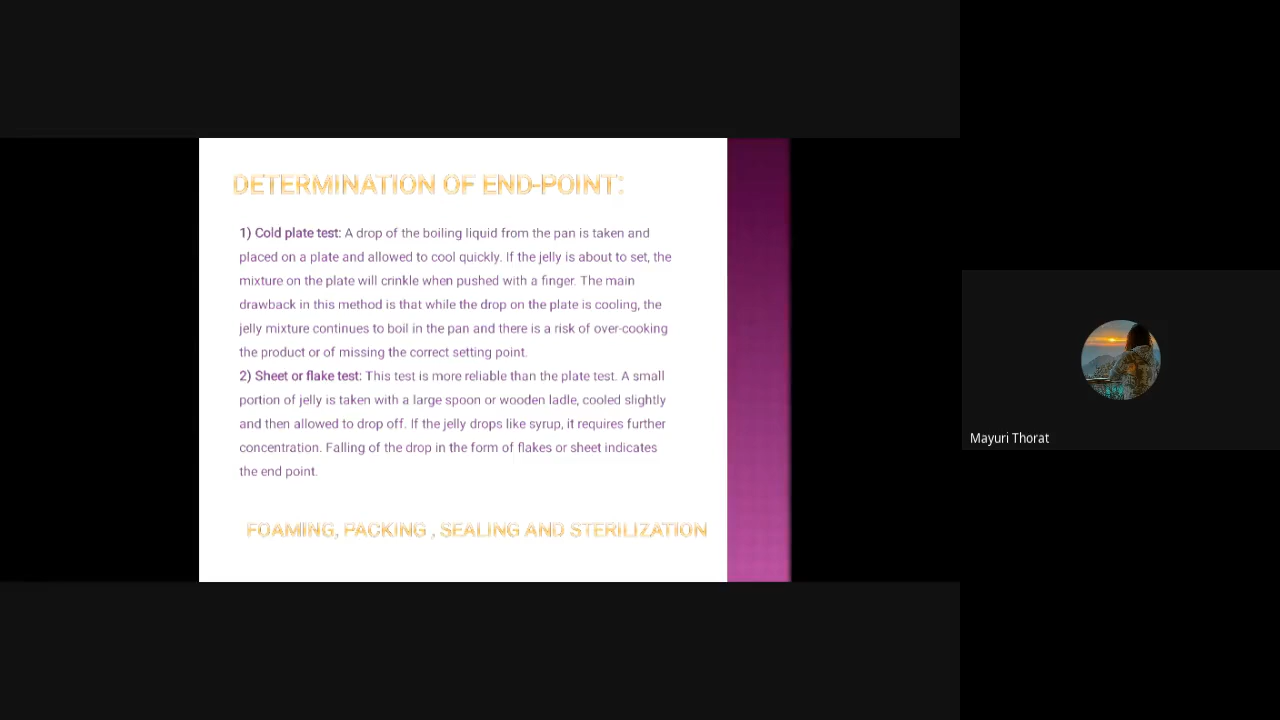 DETERMINATION OF END-POINT:
1) Cold plate test: A drop of the boiling liquid from the pan is taken and
placed on a plate and allowed to cool quickly. If the jelly is about to set, the
mixture on the plate will crinkle when pushed with a finger. The main
drawback in this method is that while the drop on the plate is cooling, the
jelly mixture continues to boil in the pan and there is a risk of over-cooking
the product or of missing the correct setting point.
2) Sheet or flake test: This test is more reliable than the plate test. A small
portion of jelly is taken with a large spoon or wooden ladle, cooled slightly
and then allowed to drop off. If the jelly drops like syrup, it requires further
concentration. Falling of the drop in the form of flakes or sheet indicates
the end point.
FOAMING, PACKING , SEALING AND STERILIZATION
Mayuri Thorat